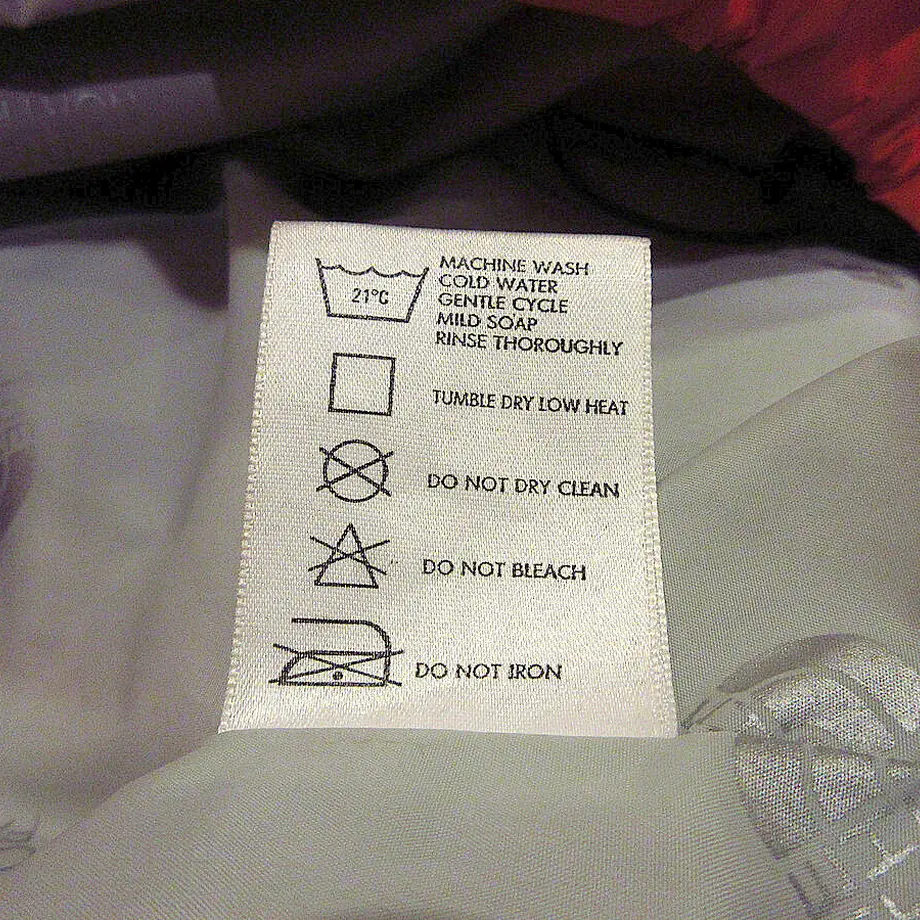 21°C
MACHINE WASH
COLD WATER
GENTLE CYCLE
MILD SOAP
RINSE THOROUGHLY
TUMBLE DRY LOW HEAT
DO NOT DRY CLEAN
DO NOT BLEACH
DO NOT IRON